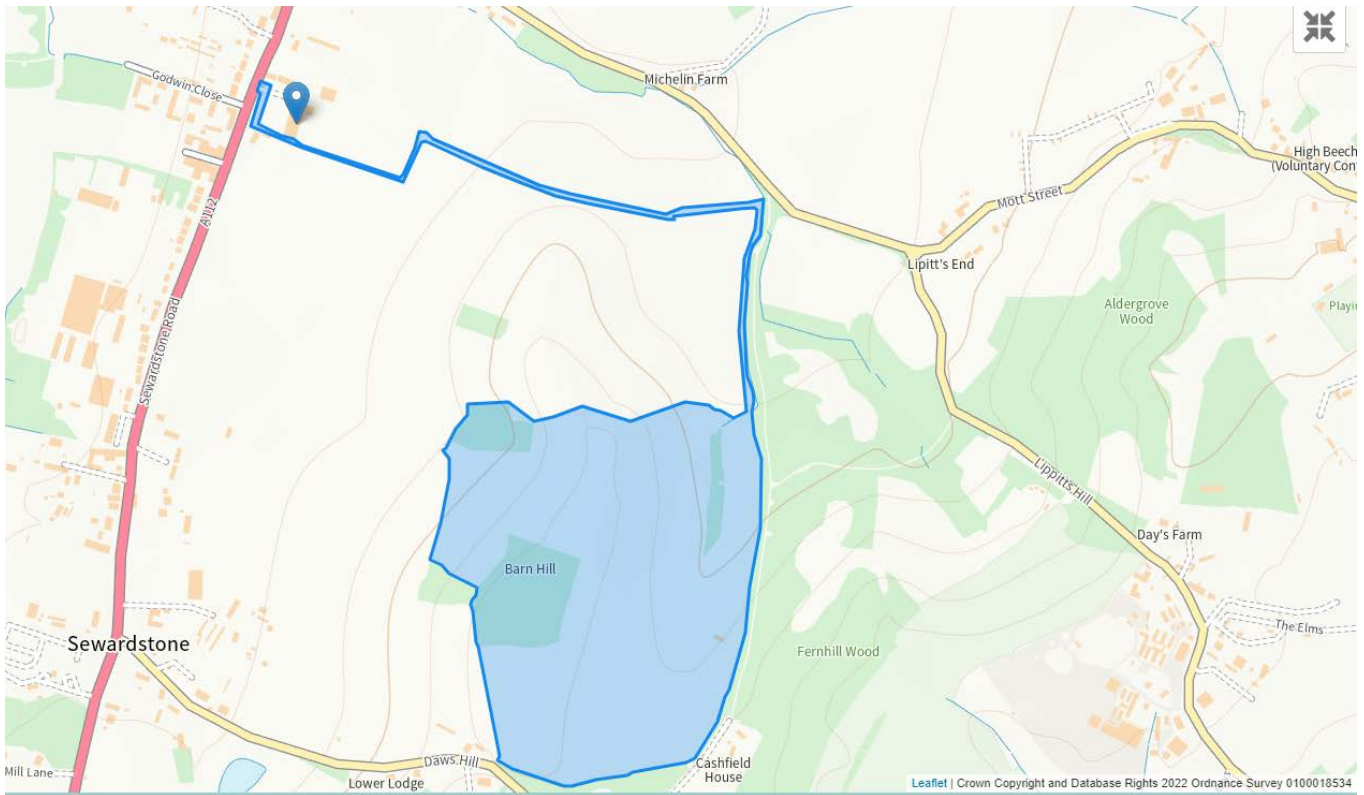 Godwin Close
Michelin Farm
High Beech
(Voluntary Con
Mott Street
A112
Lipitt's End
Aldergrove
Wood
Playi
Sewardstone Road
Lippitts Hill
Day's Farm
Barn Hill
The Elms
Sewardstone
Fernhill Wood
Daws Hill
Cashfield
House
Mill Lane
Lower Lodge
Leaflet | Crown Copyright and Database Rights 2022 Ordnance Survey 0100018534